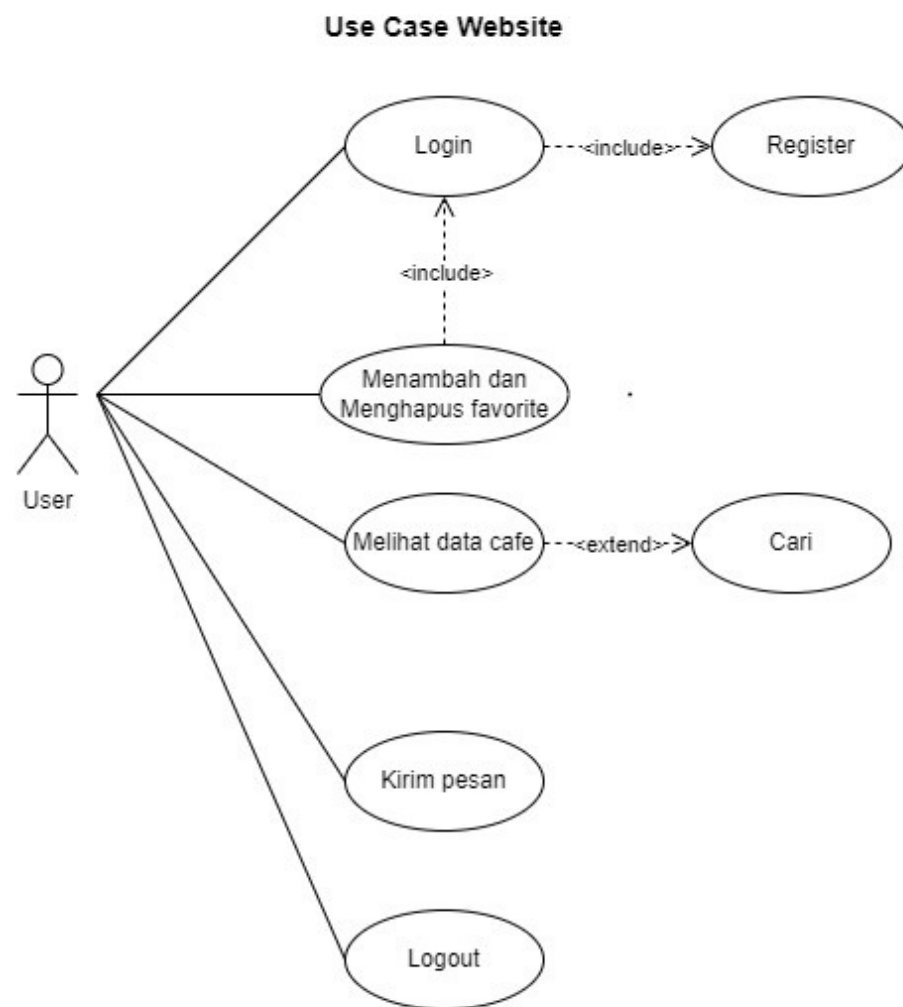 Use Case Website
Login
<include>
Register
<include>
Menambah dan
Menghapus favorite
User
Melihat data cafe
<extend>
Cari
Kirim pesan
Logout